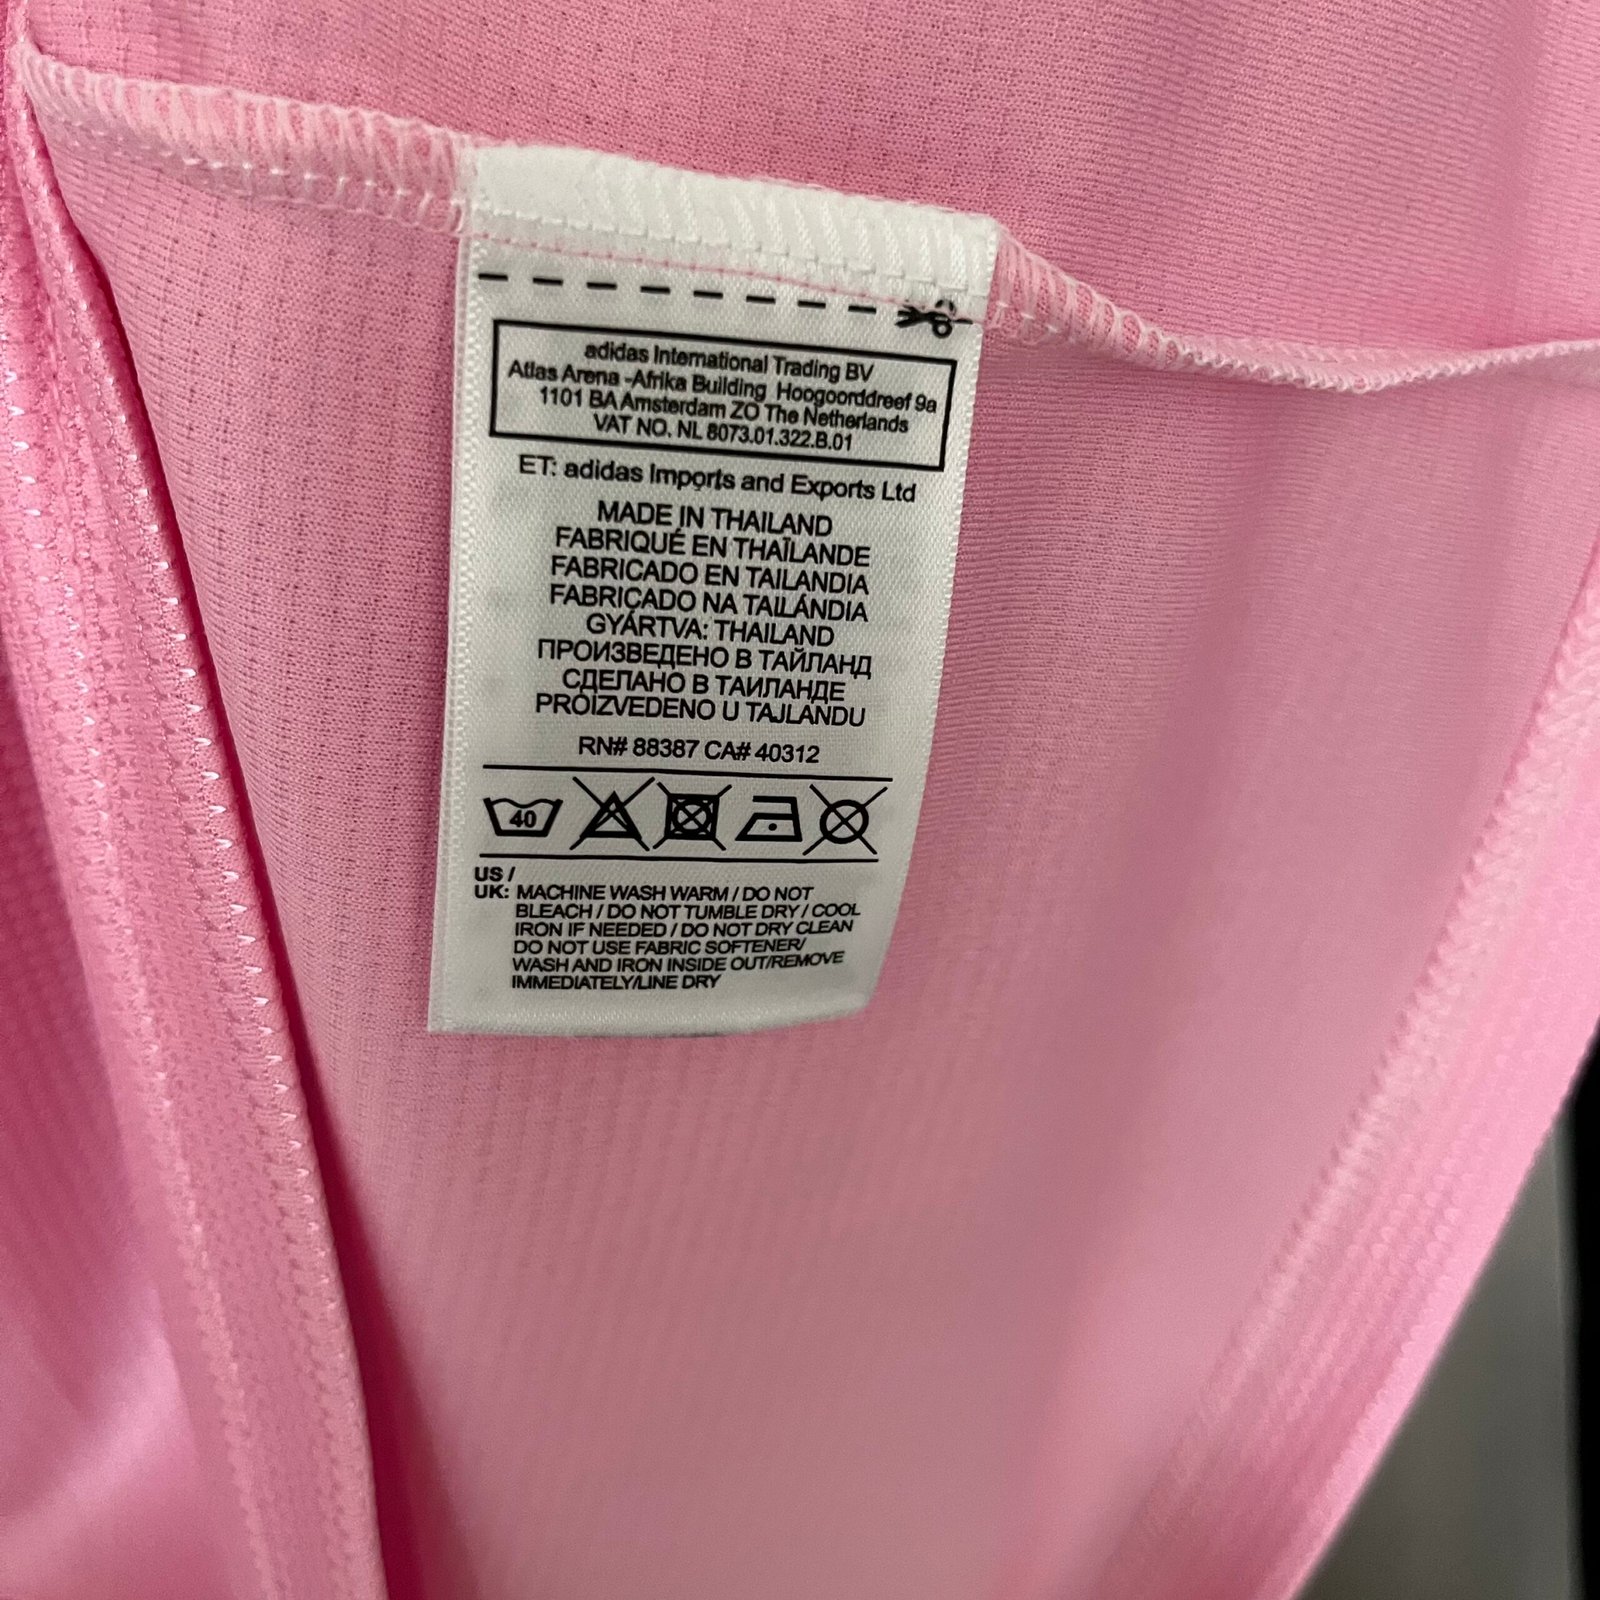 adidas International Trading BV
Atlas Arena -Afrika Building Hoogoorddreef 9a
1101 BA Amsterdam ZO The Netherlands
VAT NO. NL 8073.01.322.B.01
ET: adidas Imports and Exports Ltd
MADE IN THAILAND
FABRIQUÉ EN THAÏLANDE
FABRICADO EN TAILANDIA
FABRICADO NA TAILÁNDIA
GYÁRTVA: THAILAND
ПРОИЗВЕДЕНО В ТАЙЛАНД
СДЕЛАНО В ТАИЛАНДЕ
PROIZVEDENO U TAJLANDU
RN# 88387 CA# 40312
40
US /
UK: MACHINE WASH WARM / DO NOT
BLEACH / DO NOT TUMBLE DRY / COOL
IRON IF NEEDED / DO NOT DRY CLEAN
DO NOT USE FABRIC SOFTENER/
WASH AND IRON INSIDE OUT/REMOVE
IMMEDIATELY/LINE DRY